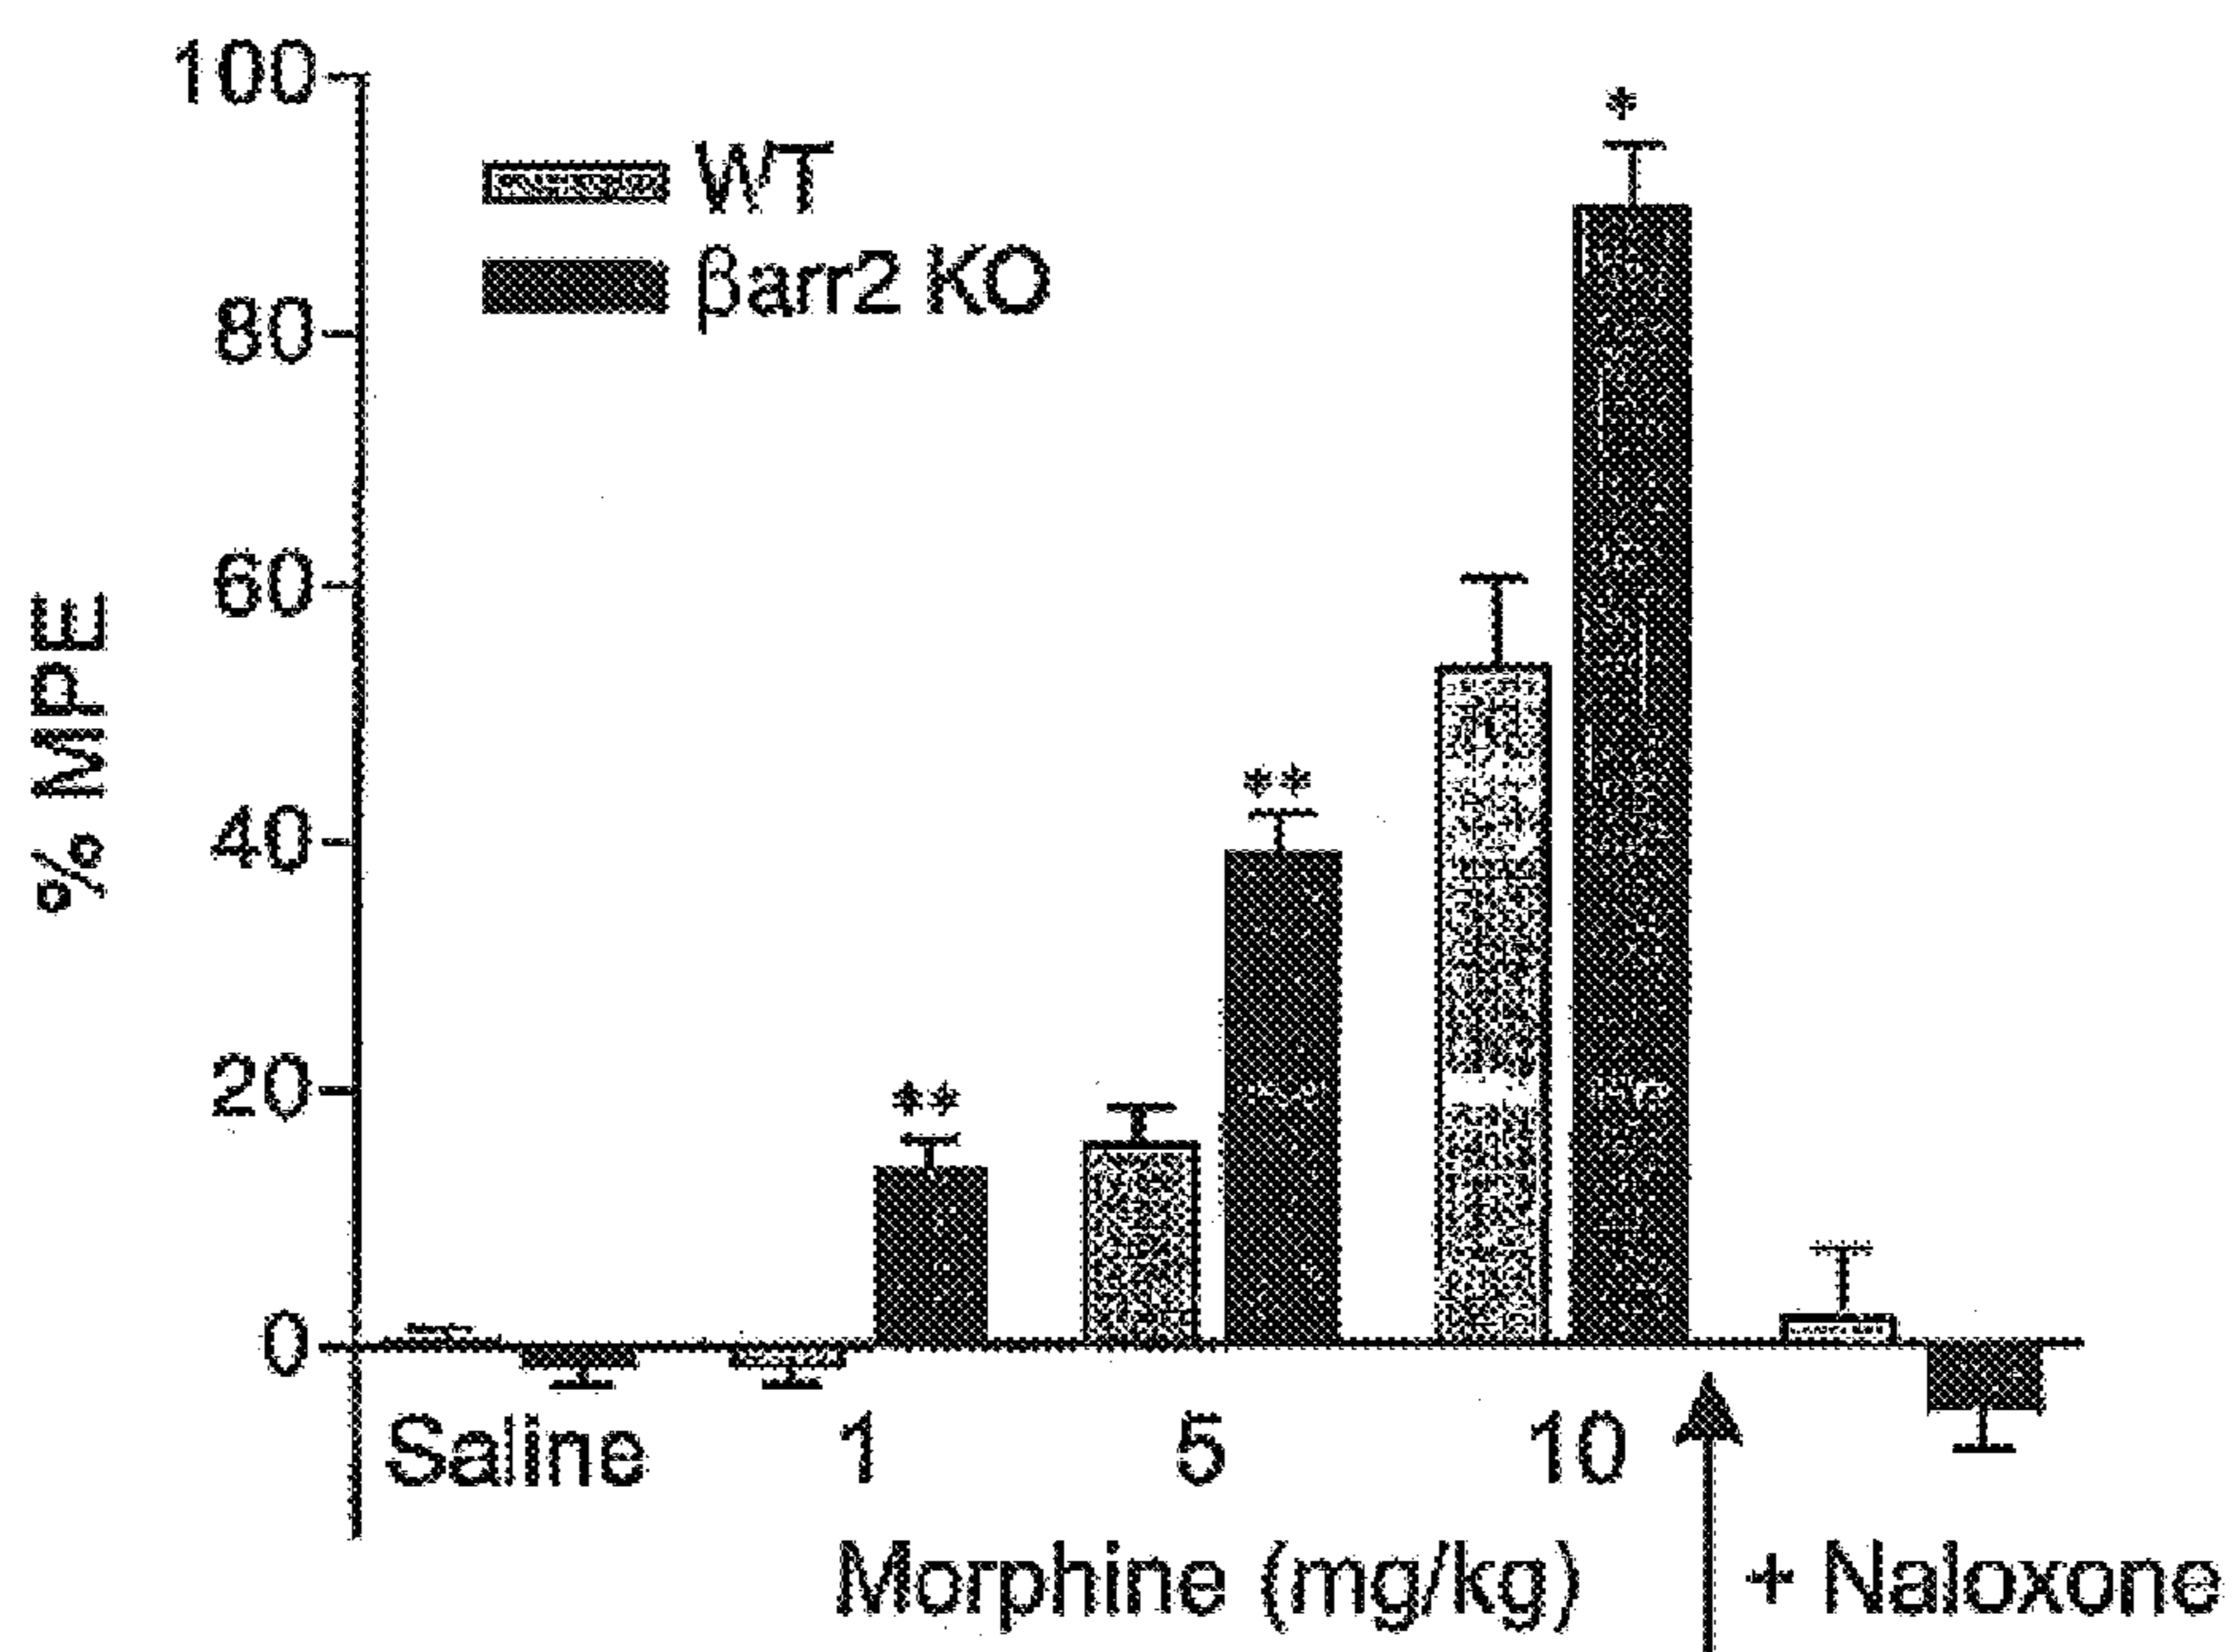 100
WT
βarr2 KO
80
60
40
20
0
% MPE
*
**
**
Saline
1
5
10
Morphine (mg/kg)
+ Naloxone